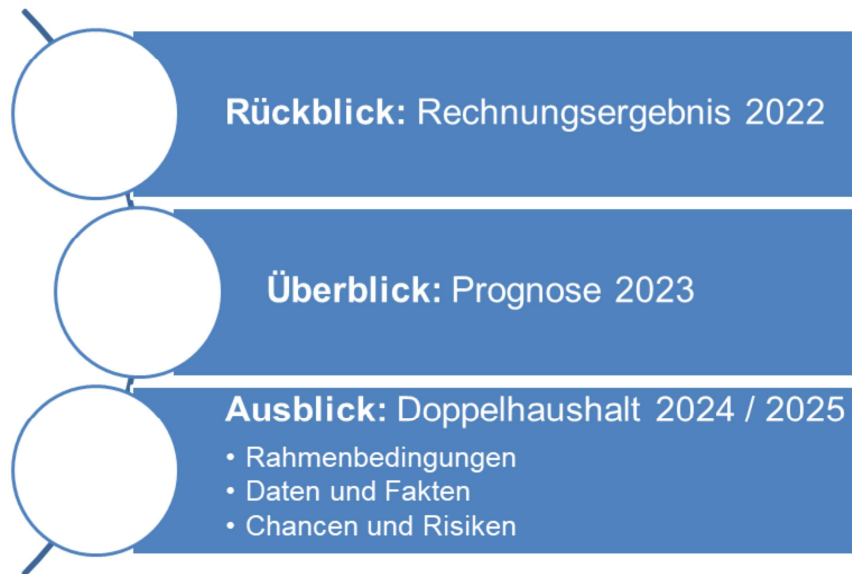 Rückblick: Rechnungsergebnis 2022
Überblick: Prognose 2023
Ausblick: Doppelhaushalt 2024 / 2025
• Rahmenbedingungen
• Daten und Fakten
• Chancen und Risiken